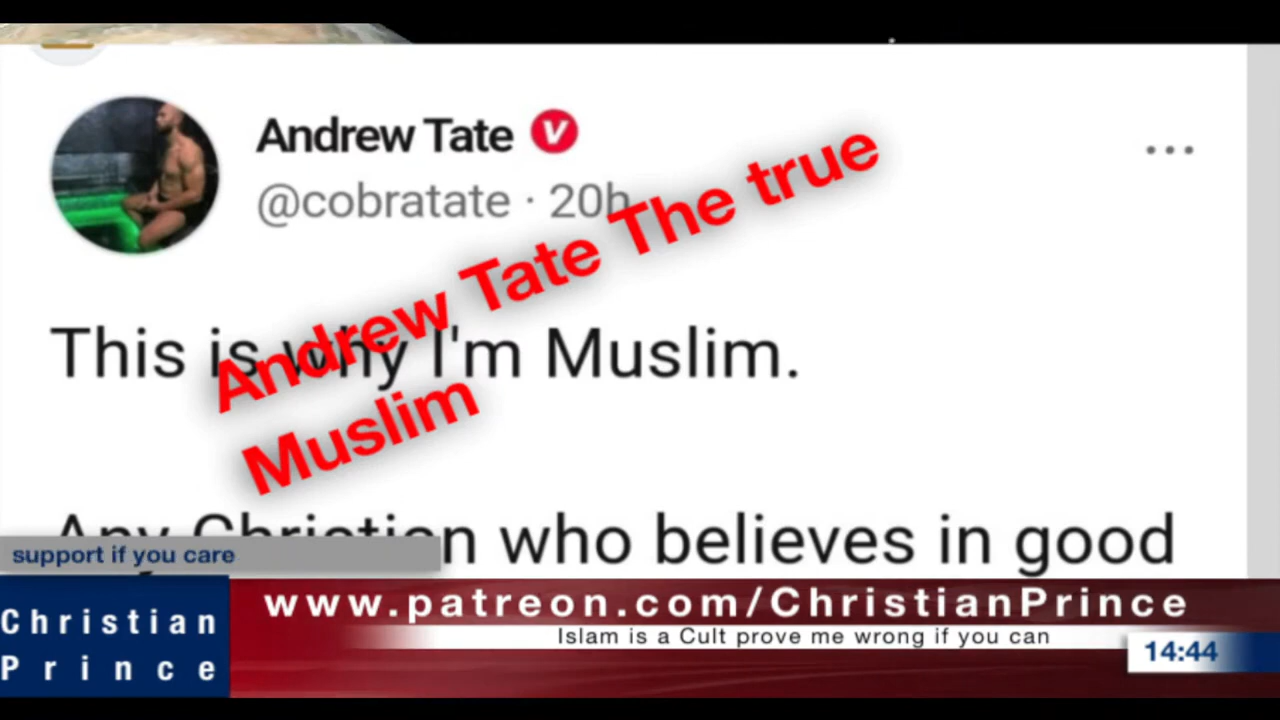 Andrew Tate V
@cobratate · 20h
Andrew Tate The true
Muslim
This is why I'm Muslim.
Any Christian who believes in good
support if you care
Christian
Prince
www.patreon.com/ChristianPrince
Islam is a Cult prove me wrong if you can
14:44